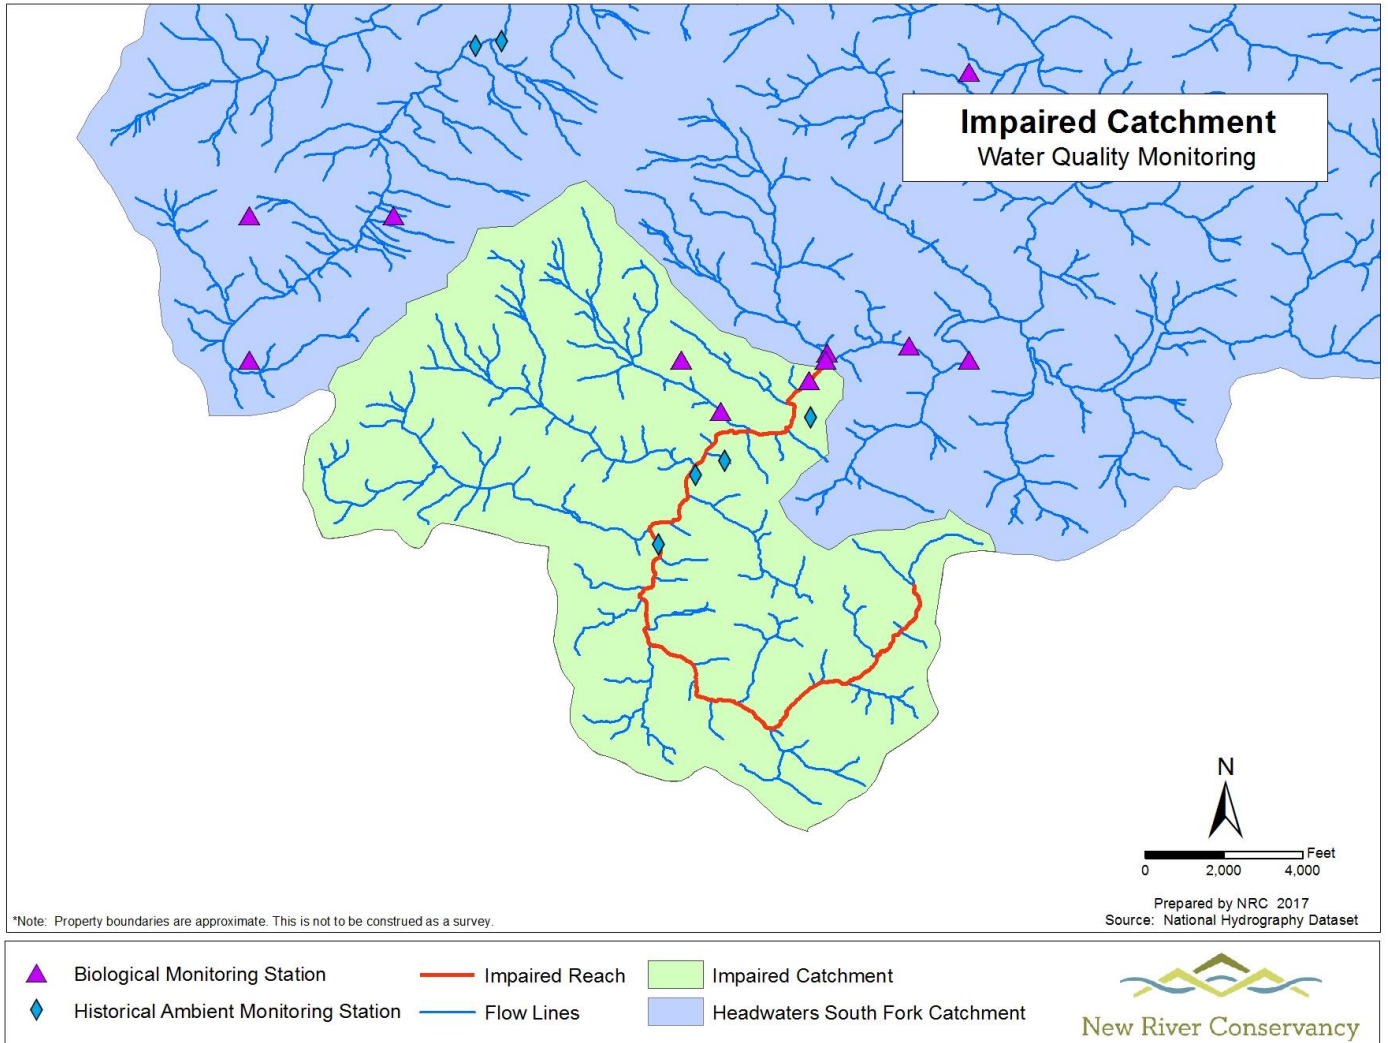 Impaired Catchment
Water Quality Monitoring
N
Feet
0 2,000 4,000
Prepared by NRC 2017
Source: National Hydrography Dataset
*Note: Property boundaries are approximate. This is not to be construed as a survey.
Biological Monitoring Station
Impaired Reach
Impaired Catchment
Historical Ambient Monitoring Station
Flow Lines
Headwaters South Fork Catchment
New River Conservancy